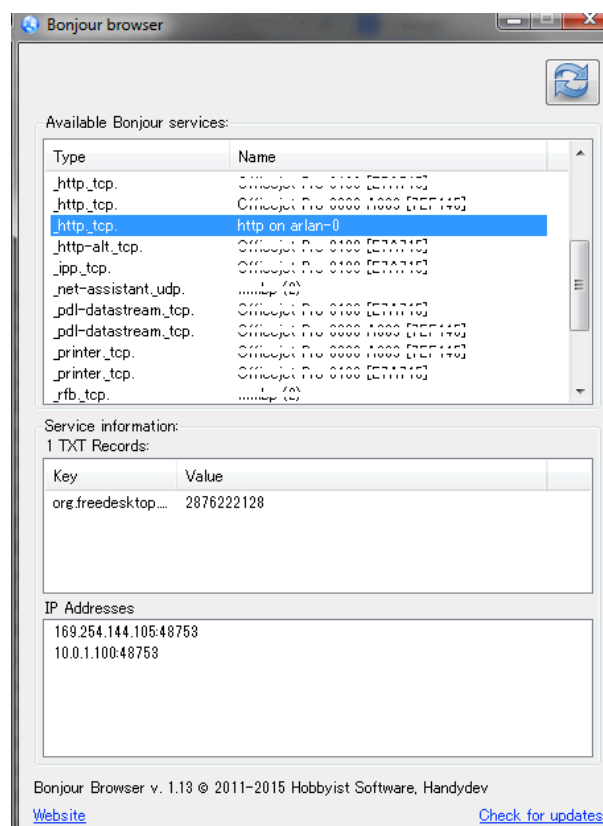 Bonjour browser
Available Bonjour services:
Type Name
_http._tcp.
_http._tcp.
_http._tcp. http on arlan-0
_http-alt._tcp.
_ipp._tcp.
_net-assistant._udp. (2)
_pdl-datastream._tcp.
_pdl-datastream._tcp.
_printer._tcp.
_printer._tcp.
_rfb._tcp. (2)
Service information:
1 TXT Records:
Key Value
org.freedesktop.... 2876222128
IP Addresses
169.254.144.105:48753
10.0.1.100:48753
Bonjour Browser v. 1.13 © 2011-2015 Hobbyist Software, Handydev
Website Check for updates